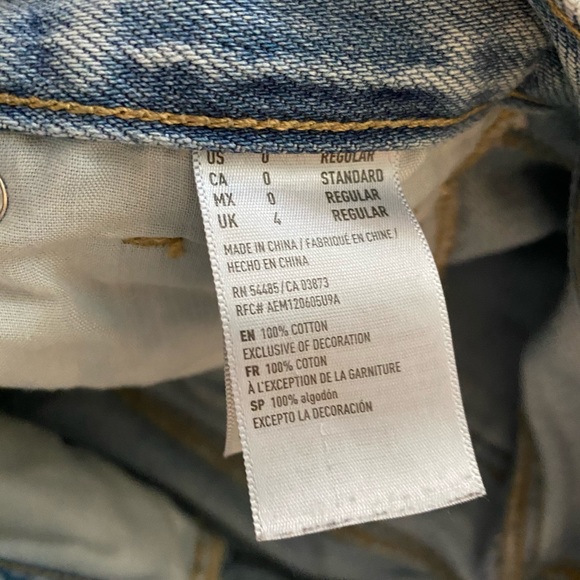 US 0 REGULAR
CA 0 STANDARD
MX 0 REGULAR
UK 4 REGULAR
MADE IN CHINA / FABRIQUÉ EN CHINE /
HECHO EN CHINA
RN 54485 / CA 03873
RFC# AEM120605U9A
EN 100% COTTON
EXCLUSIVE OF DECORATION
FR 100% COTON
À L'EXCEPTION DE LA GARNITURE
SP 100% algodón
EXCEPTO LA DECORACIÓN